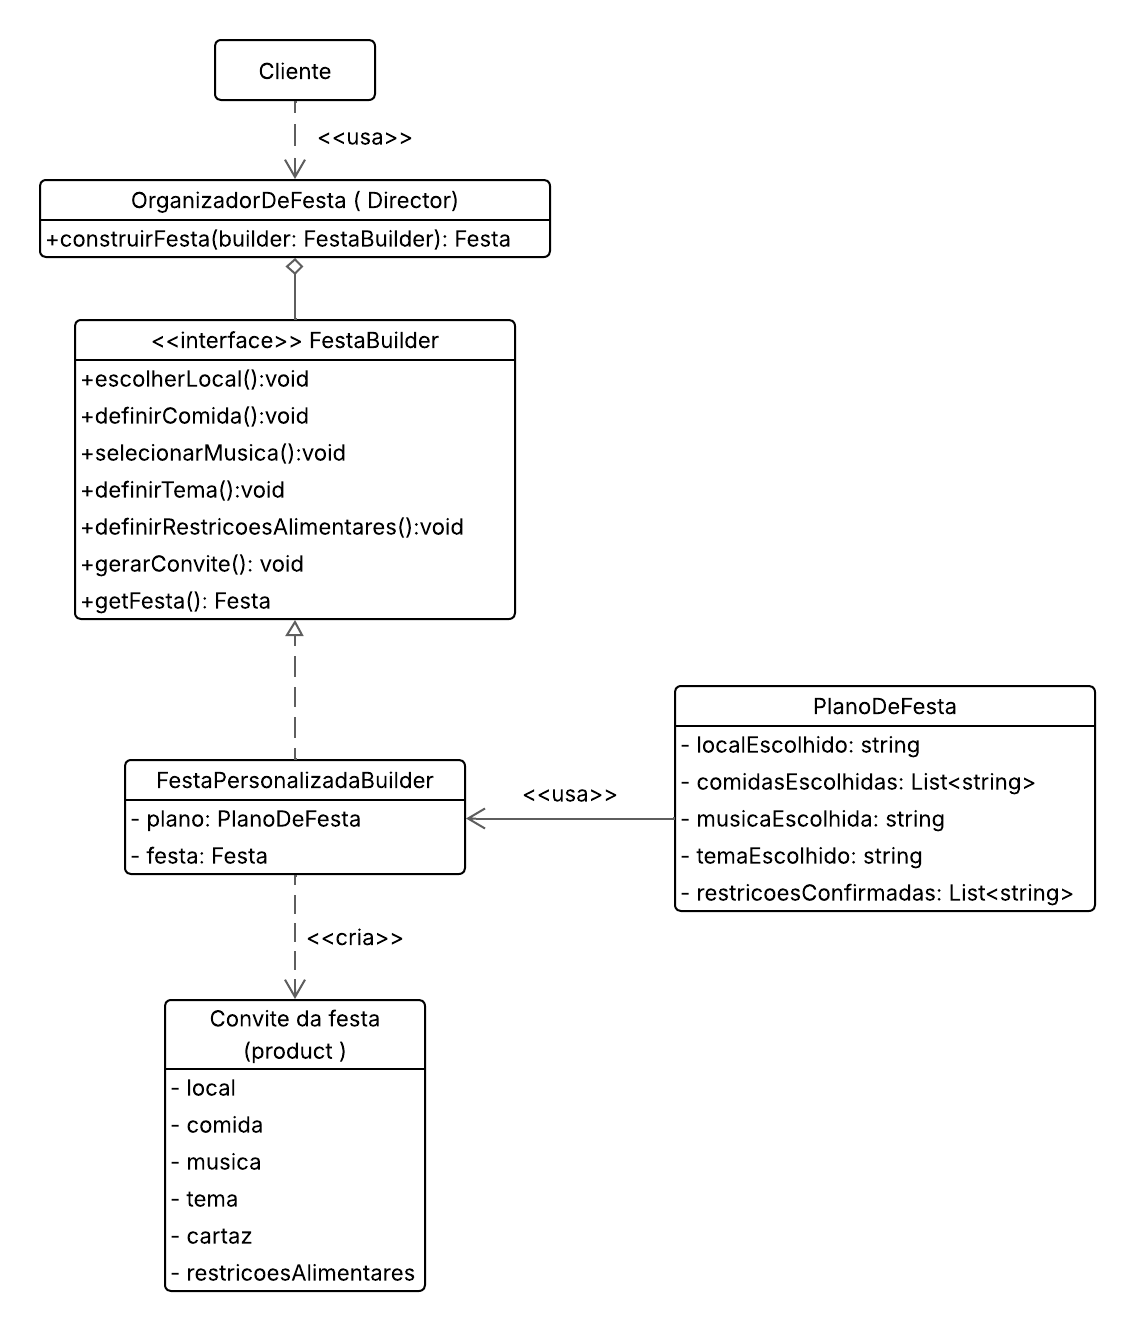 Cliente
<<usa>>
OrganizadorDeFesta ( Director)
+construirFesta(builder: FestaBuilder): Festa
<<interface>> FestaBuilder
+escolherLocal():void
+definirComida():void
+selecionarMusica():void
+definirTema():void
+definirRestricoesAlimentares():void
+gerarConvite(): void
+getFesta(): Festa
PlanoDeFesta
- localEscolhido: string
- comidasEscolhidas: List<string>
- musicaEscolhida: string
- temaEscolhido: string
- restricoesConfirmadas: List<string>
<<usa>>
FestaPersonalizadaBuilder
- plano: PlanoDeFesta
- festa: Festa
<<cria>>
Convite da festa
(product )
- local
- comida
- musica
- tema
- cartaz
- restricoesAlimentares